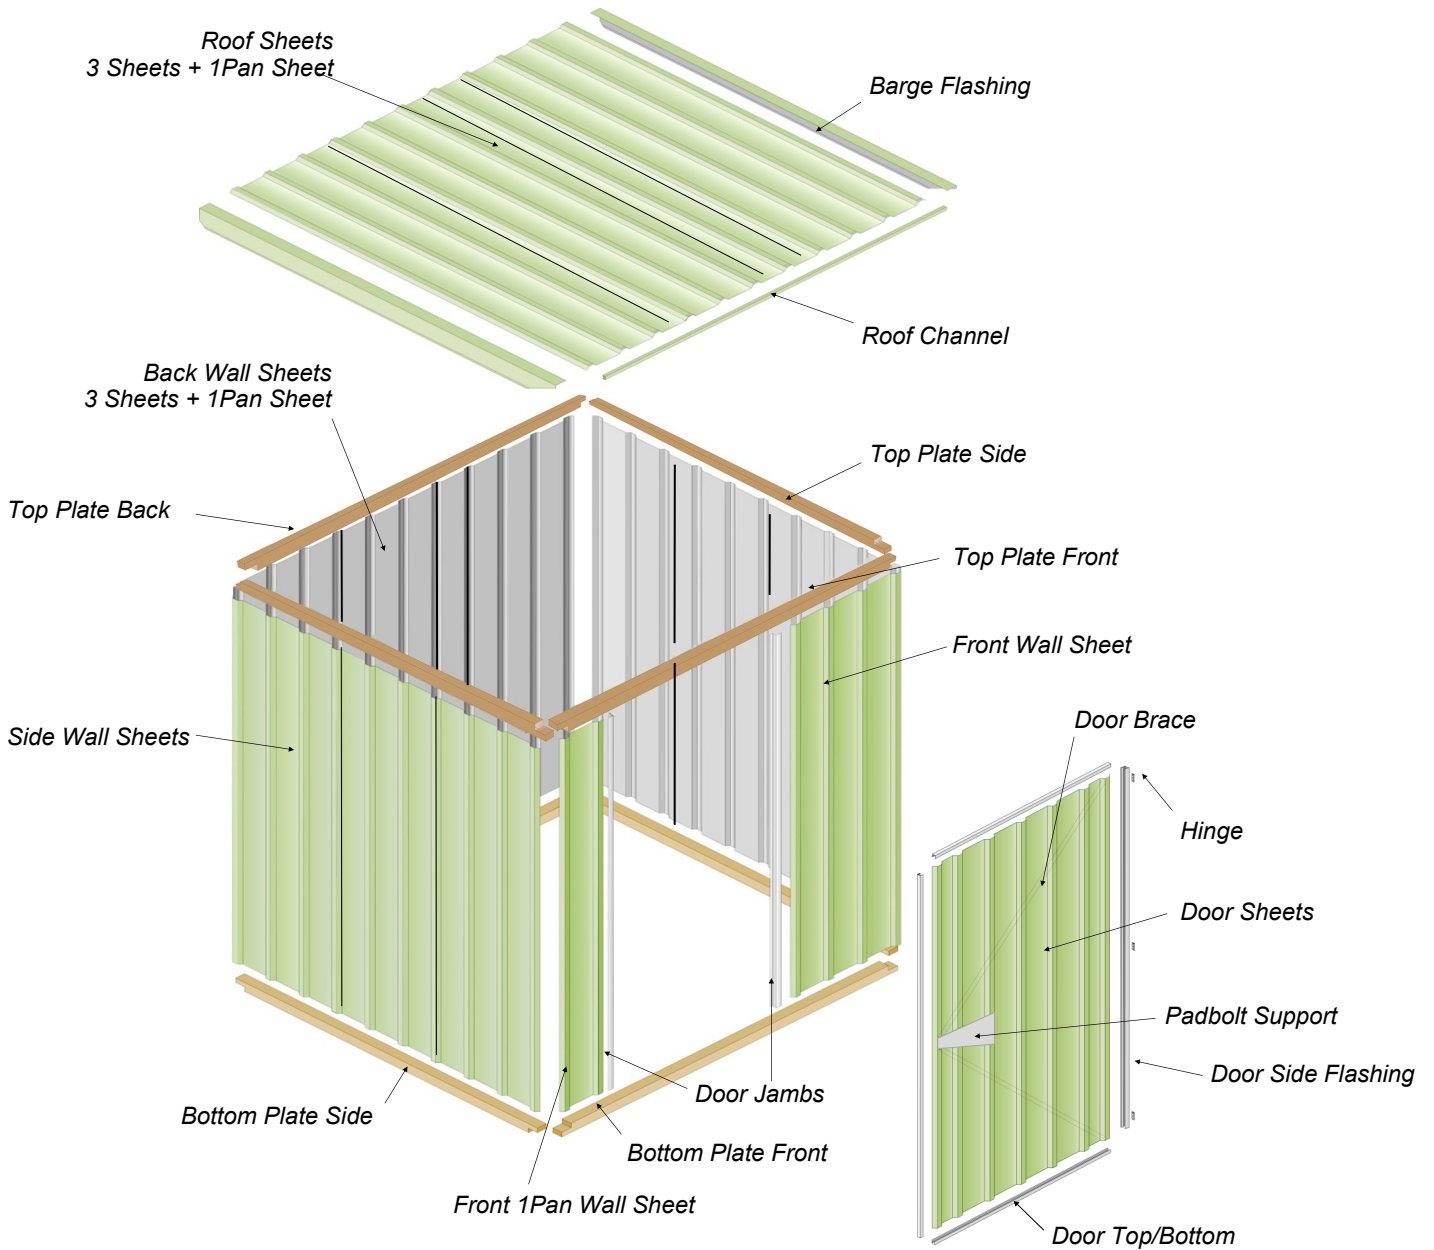 Roof Sheets
3 Sheets + 1Pan Sheet
Barge Flashing
Roof Channel
Back Wall Sheets
3 Sheets + 1Pan Sheet
Top Plate Side
Top Plate Back
Top Plate Front
Front Wall Sheet
Side Wall Sheets
Door Brace
Hinge
Door Sheets
Padbolt Support
Door Side Flashing
Door Jambs
Bottom Plate Side
Bottom Plate Front
Front 1Pan Wall Sheet
Door Top/Bottom